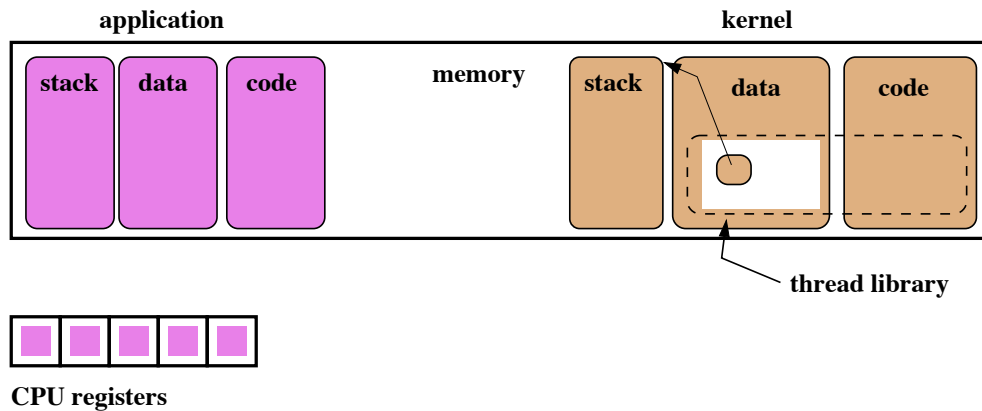 application
kernel
stack
data
code
memory
stack
data
code
thread library
CPU registers